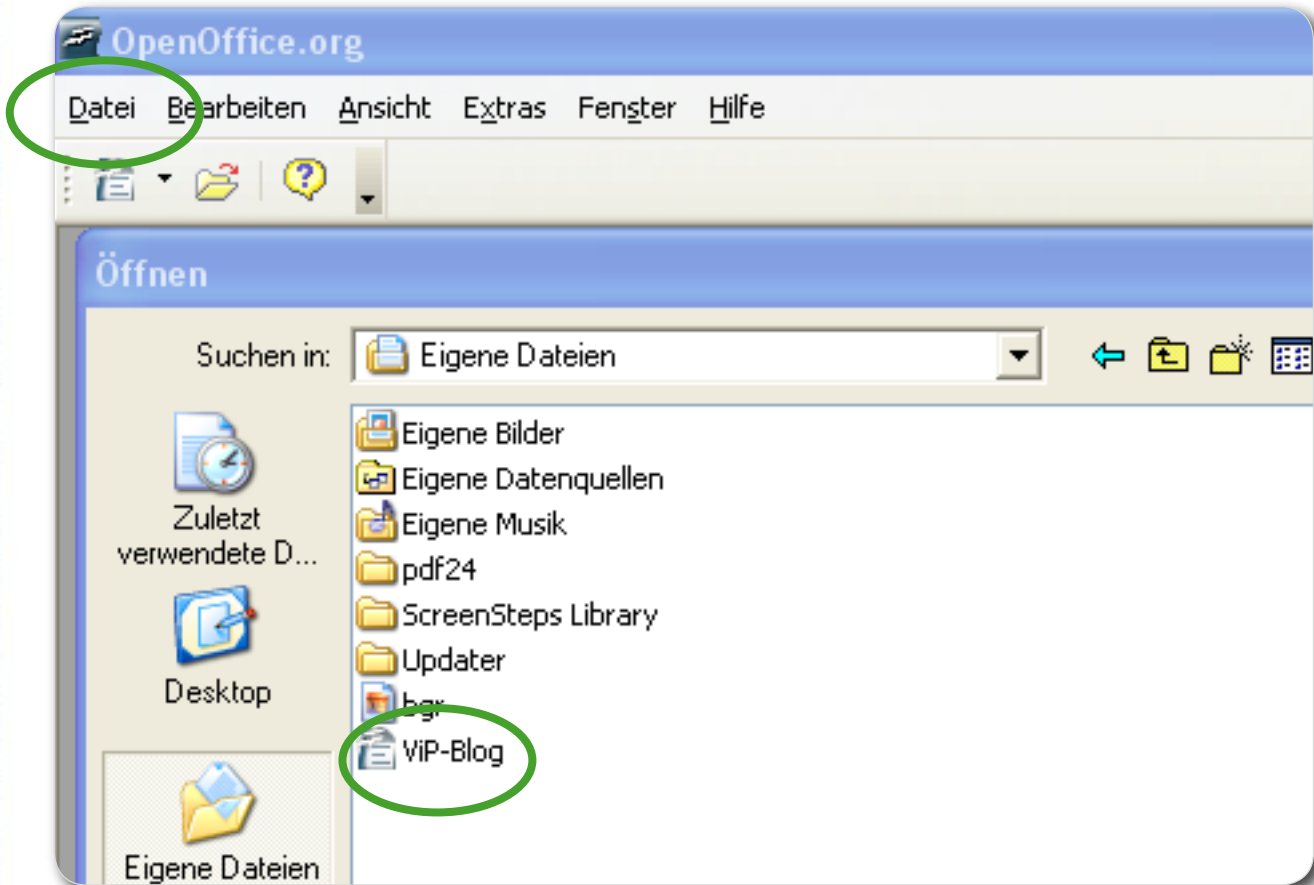 OpenOffice.org
Datei Bearbeiten Ansicht Extras Fenster Hilfe
Öffnen
Suchen in: Eigene Dateien
Zuletzt
verwendete D...
Desktop
Eigene Dateien
Eigene Bilder
Eigene Datenquellen
Eigene Musik
pdf24
ScreenSteps Library
Updater
bgr
ViP-Blog